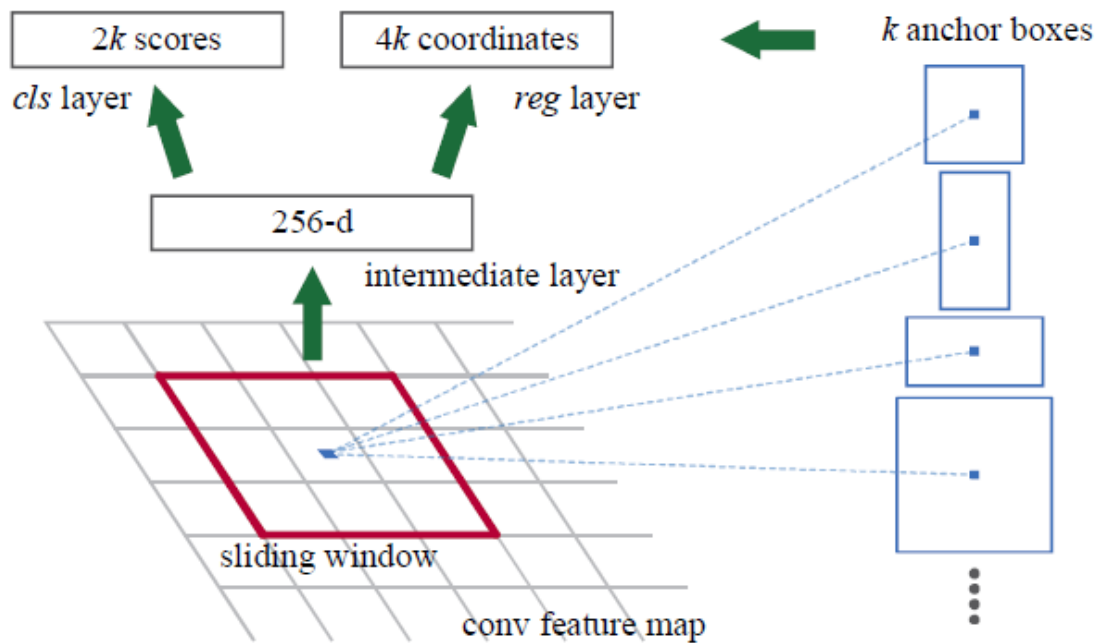 2k scores
4k coordinates
k anchor boxes
cls layer
reg layer
256-d
intermediate layer
sliding window
conv feature map